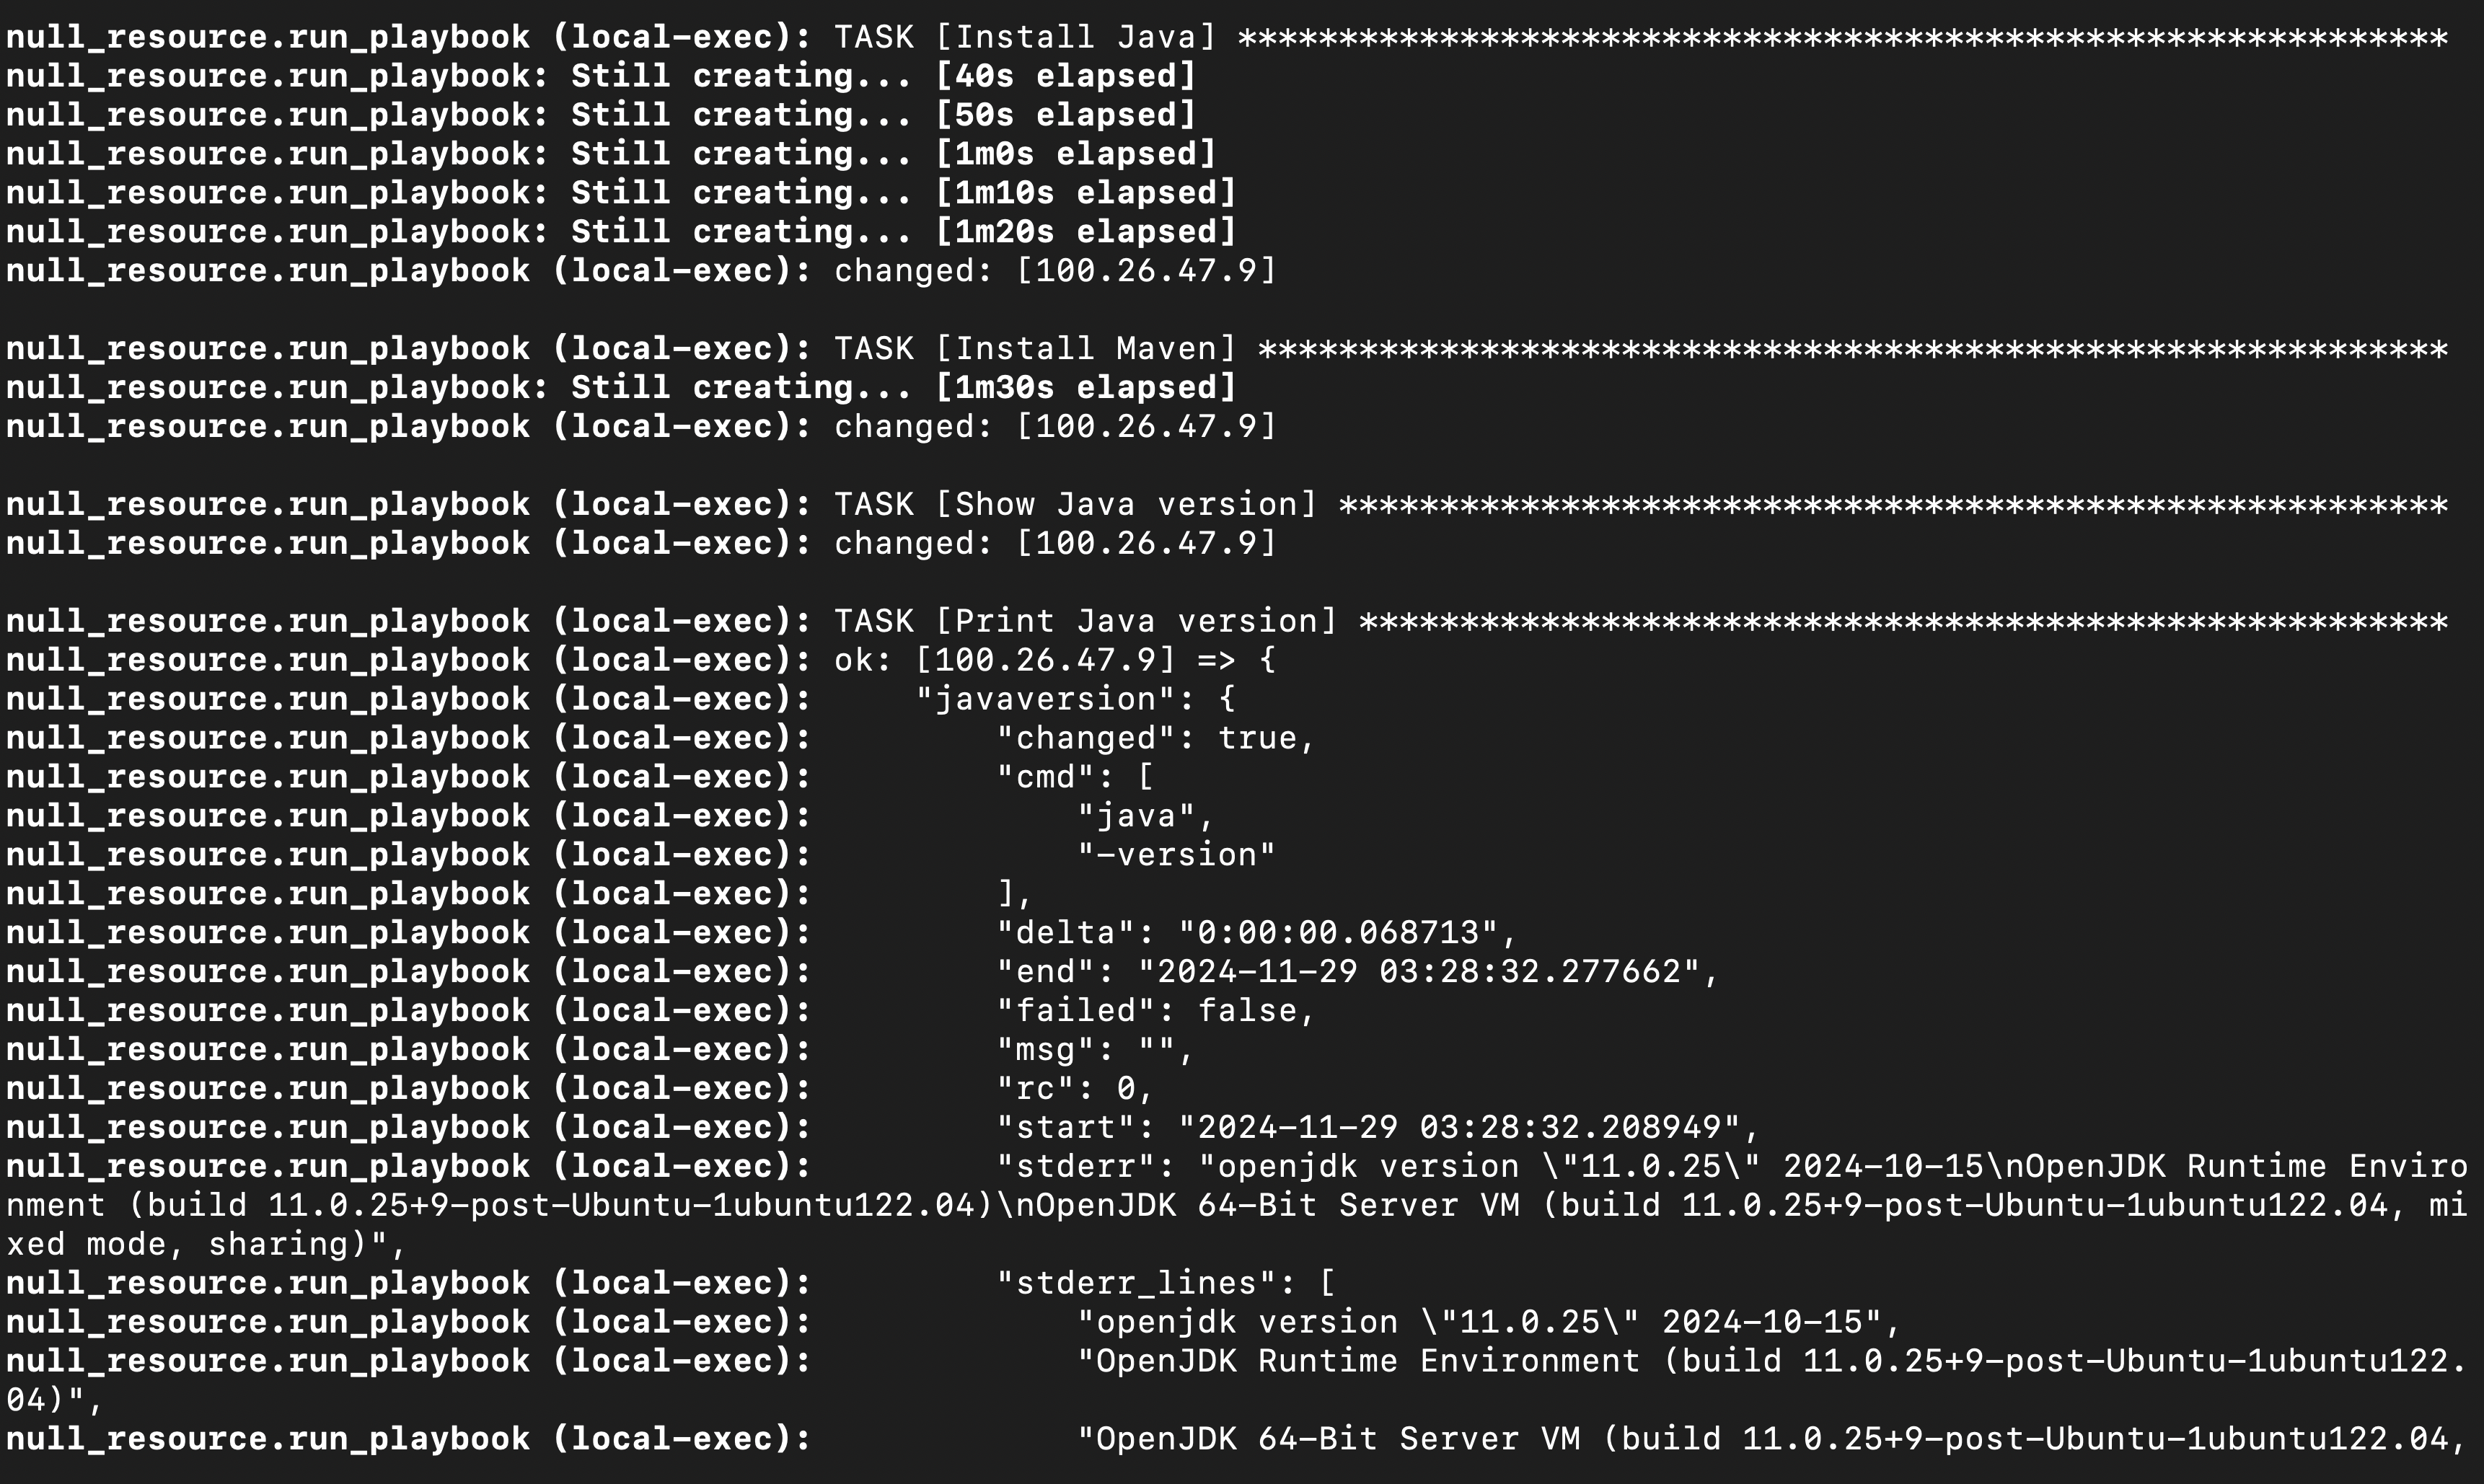 null_resource.run_playbook (local-exec): TASK [Install Java] ************************************************************
null_resource.run_playbook: Still creating... [40s elapsed]
null_resource.run_playbook: Still creating... [50s elapsed]
null_resource.run_playbook: Still creating... [1m0s elapsed]
null_resource.run_playbook: Still creating... [1m10s elapsed]
null_resource.run_playbook: Still creating... [1m20s elapsed]
null_resource.run_playbook (local-exec): changed: [100.26.47.9]

null_resource.run_playbook (local-exec): TASK [Install Maven] ***********************************************************
null_resource.run_playbook: Still creating... [1m30s elapsed]
null_resource.run_playbook (local-exec): changed: [100.26.47.9]

null_resource.run_playbook (local-exec): TASK [Show Java version] *******************************************************
null_resource.run_playbook (local-exec): changed: [100.26.47.9]

null_resource.run_playbook (local-exec): TASK [Print Java version] ******************************************************
null_resource.run_playbook (local-exec): ok: [100.26.47.9] => {
null_resource.run_playbook (local-exec):     "javaversion": {
null_resource.run_playbook (local-exec):         "changed": true,
null_resource.run_playbook (local-exec):         "cmd": [
null_resource.run_playbook (local-exec):             "java",
null_resource.run_playbook (local-exec):             "-version"
null_resource.run_playbook (local-exec):         ],
null_resource.run_playbook (local-exec):         "delta": "0:00:00.068713",
null_resource.run_playbook (local-exec):         "end": "2024-11-29 03:28:32.277662",
null_resource.run_playbook (local-exec):         "failed": false,
null_resource.run_playbook (local-exec):         "msg": "",
null_resource.run_playbook (local-exec):         "rc": 0,
null_resource.run_playbook (local-exec):         "start": "2024-11-29 03:28:32.208949",
null_resource.run_playbook (local-exec):         "stderr": "openjdk version \"11.0.25\" 2024-10-15\nOpenJDK Runtime Enviro
nment (build 11.0.25+9-post-Ubuntu-1ubuntu122.04)\nOpenJDK 64-Bit Server VM (build 11.0.25+9-post-Ubuntu-1ubuntu122.04, mi
xed mode, sharing)",
null_resource.run_playbook (local-exec):         "stderr_lines": [
null_resource.run_playbook (local-exec):             "openjdk version \"11.0.25\" 2024-10-15",
null_resource.run_playbook (local-exec):             "OpenJDK Runtime Environment (build 11.0.25+9-post-Ubuntu-1ubuntu122.
04)",
null_resource.run_playbook (local-exec):             "OpenJDK 64-Bit Server VM (build 11.0.25+9-post-Ubuntu-1ubuntu122.04,